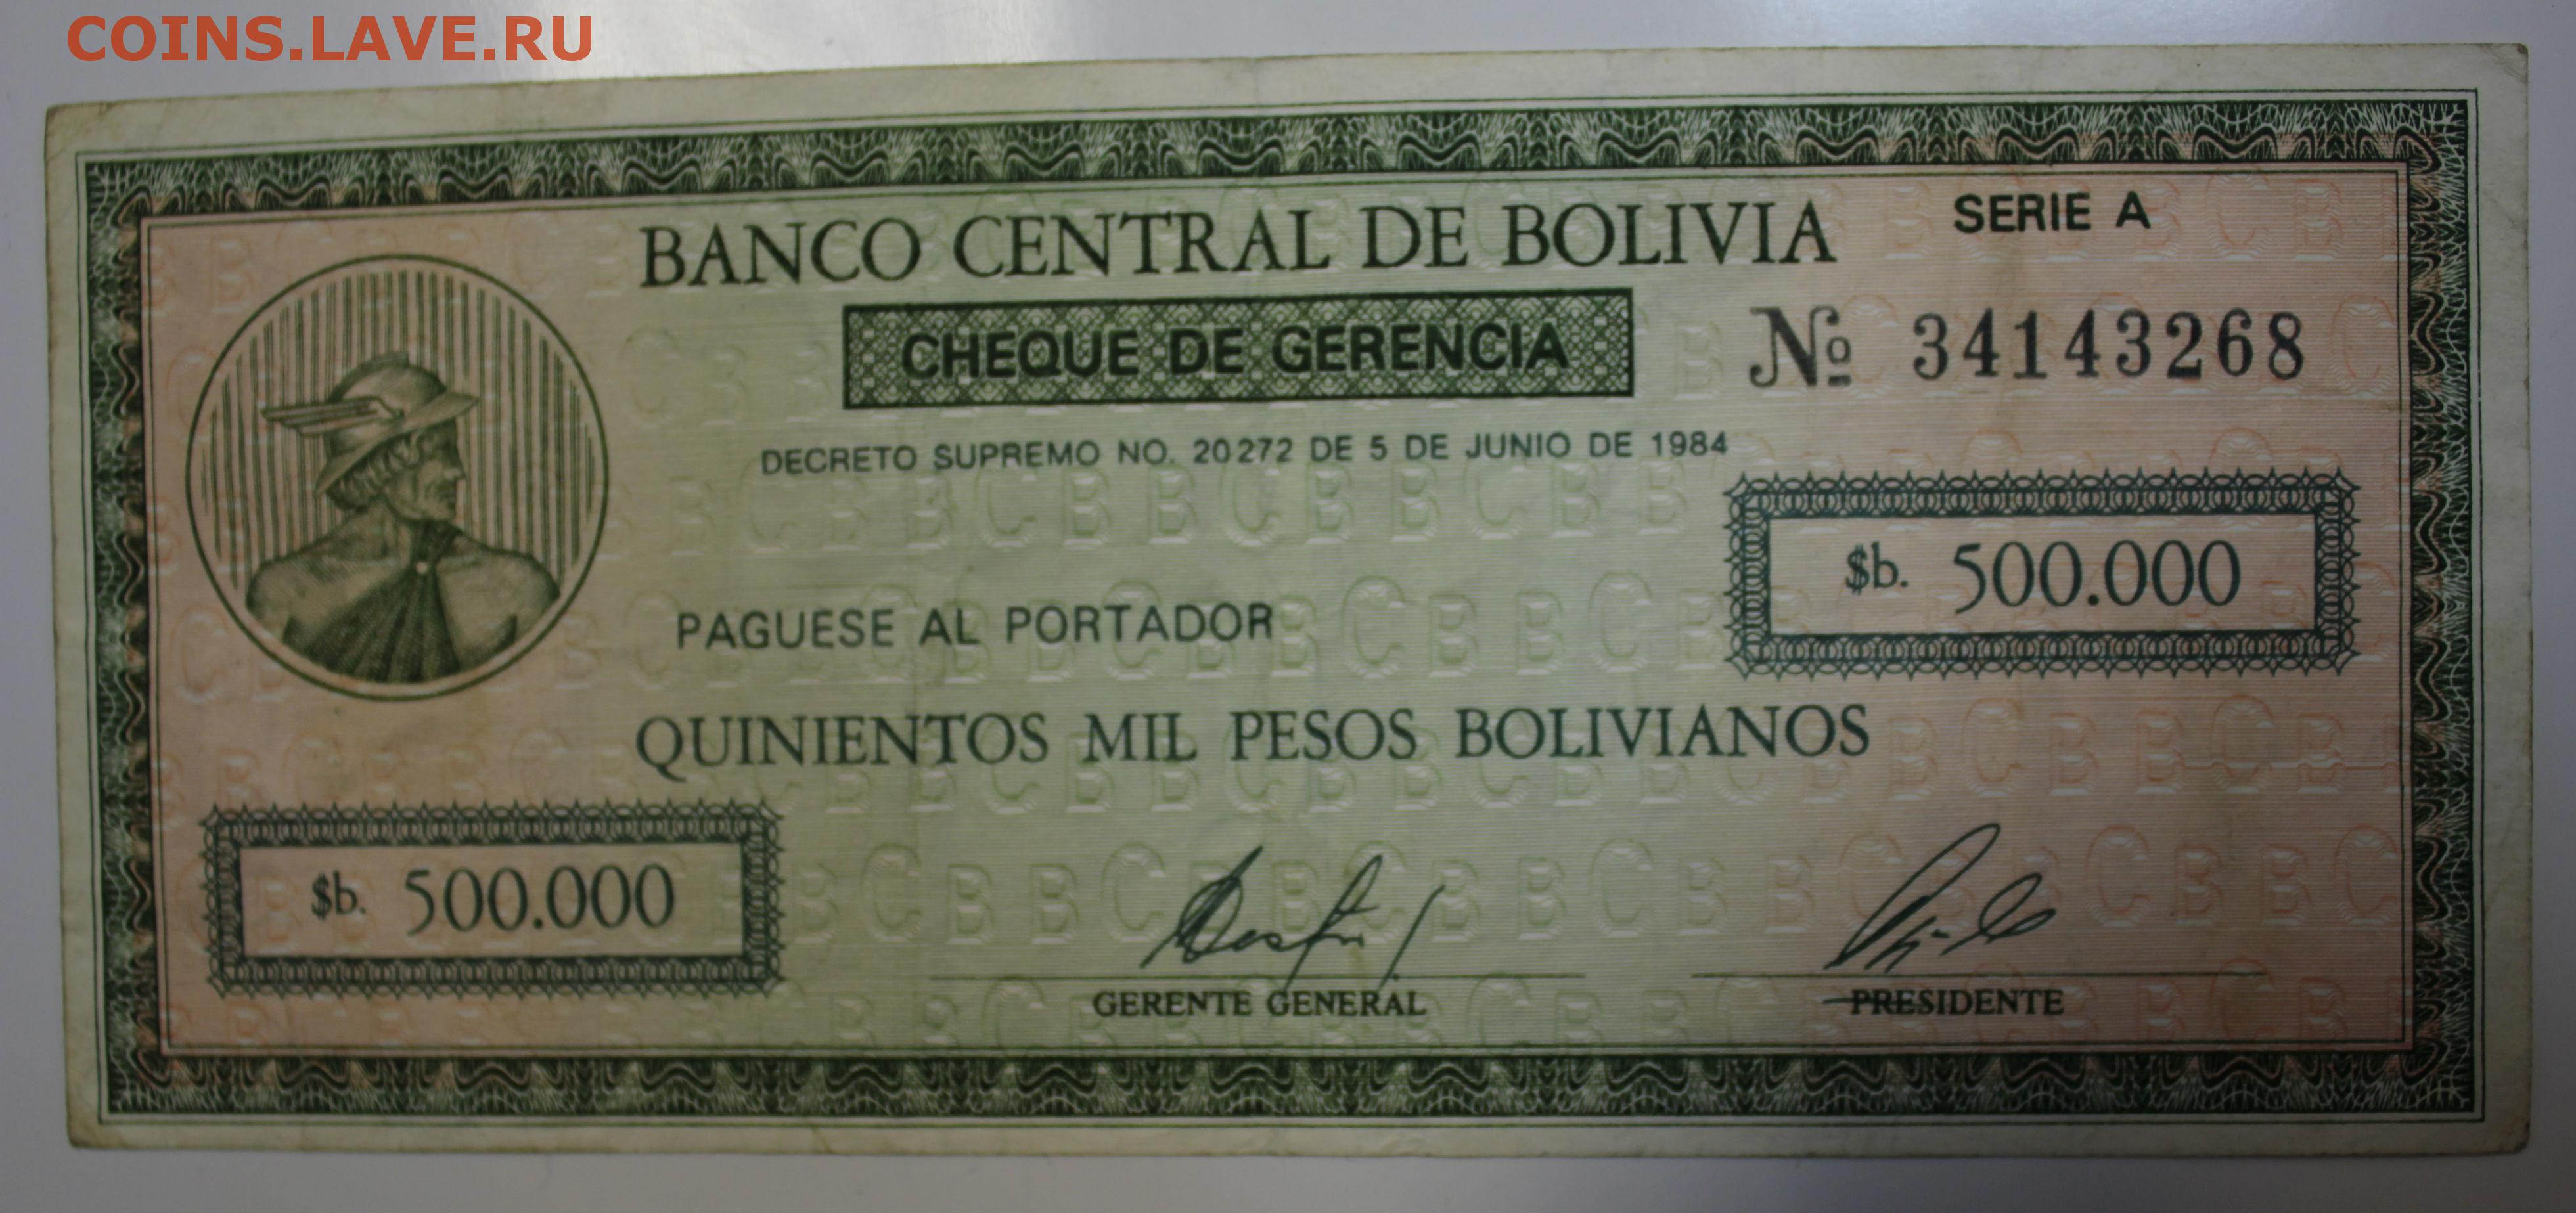 COINS.LAVE.RU
BANCO CENTRAL DE BOLIVIA
SERIE A
CHEQUE DE GERENCIA
№ 34143268
DECRETO SUPREMO NO. 20272 DE 5 DE JUNIO DE 1984
$b. 500.000
PAGUESE AL PORTADOR
QUINIENTOS MIL PESOS BOLIVIANOS
$b. 500.000
GERENTE GENERAL
PRESIDENTE